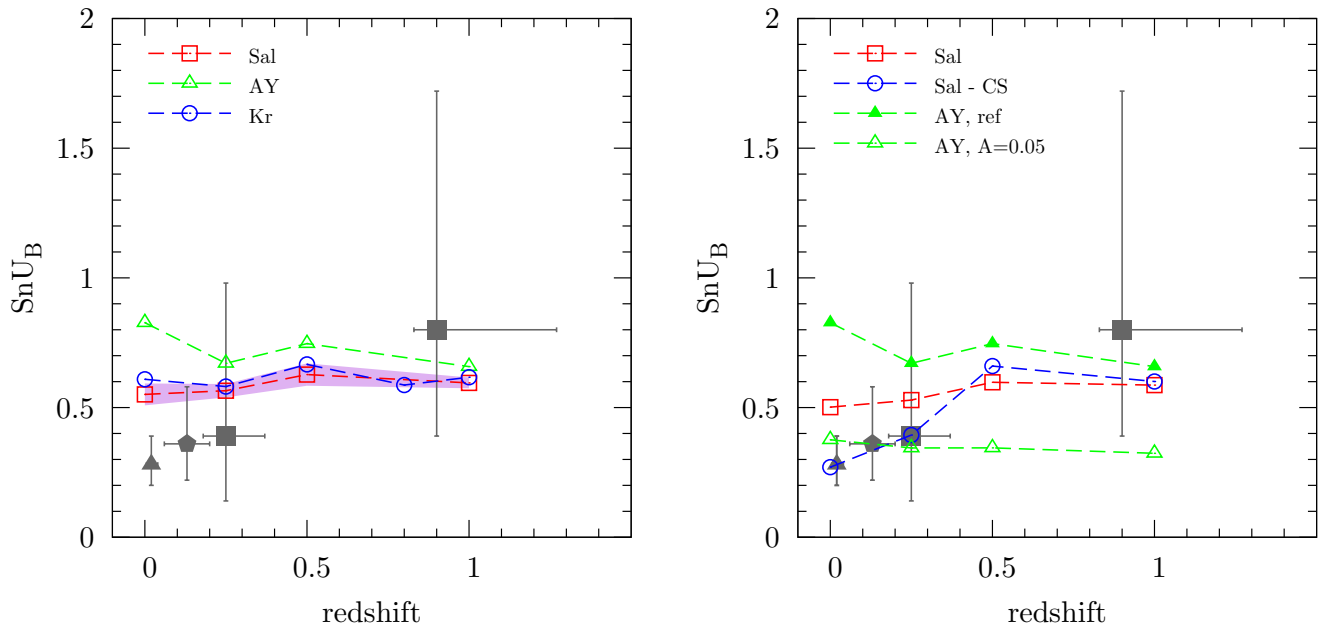 2
1.5
1
0.5
0
SnU_B
Sal
AY
Kr
0
0.5
1
redshift
2
1.5
1
0.5
0
SnU_B
Sal
Sal - CS
AY, ref
AY, A=0.05
0
0.5
1
redshift